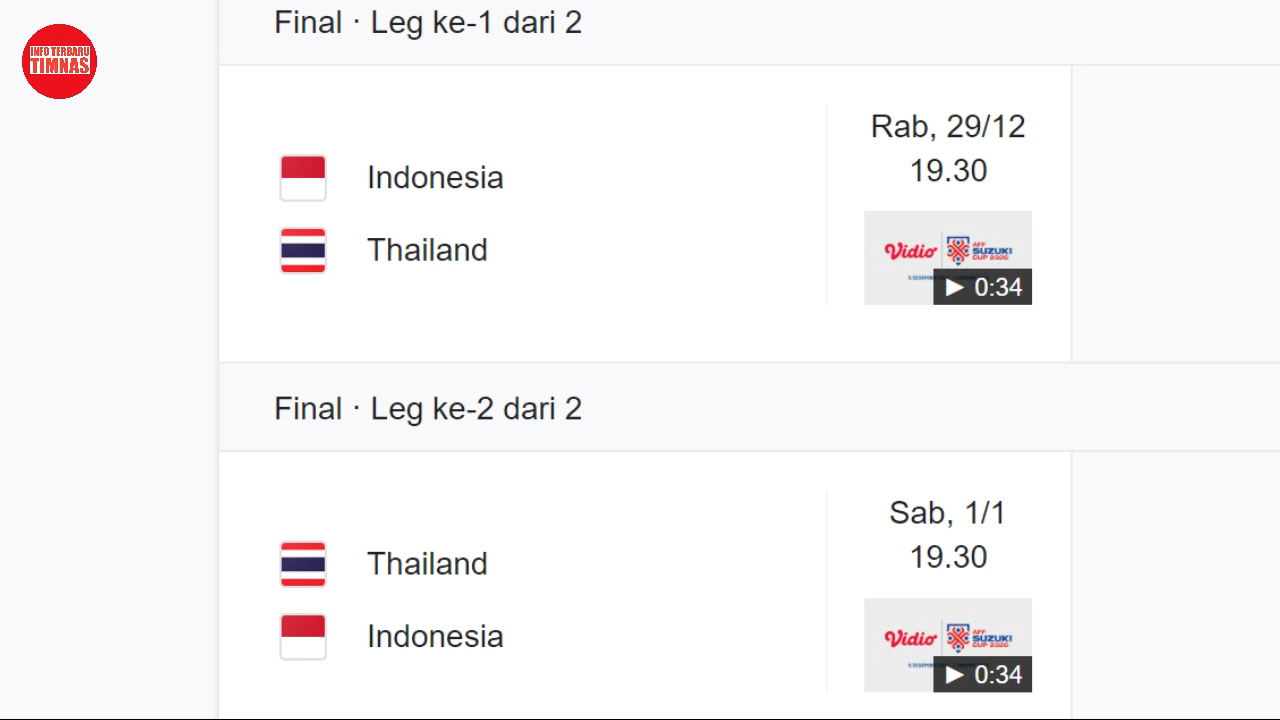 Final · Leg ke-1 dari 2
INFO TERBARU
TIMNAS
Rab, 29/12
19.30
Indonesia
Thailand
Vidio
AFF
SUZUKI
CUP 2020
0:34
Final · Leg ke-2 dari 2
Sab, 1/1
19.30
Thailand
Indonesia
Vidio
AFF
SUZUKI
CUP 2020
0:34